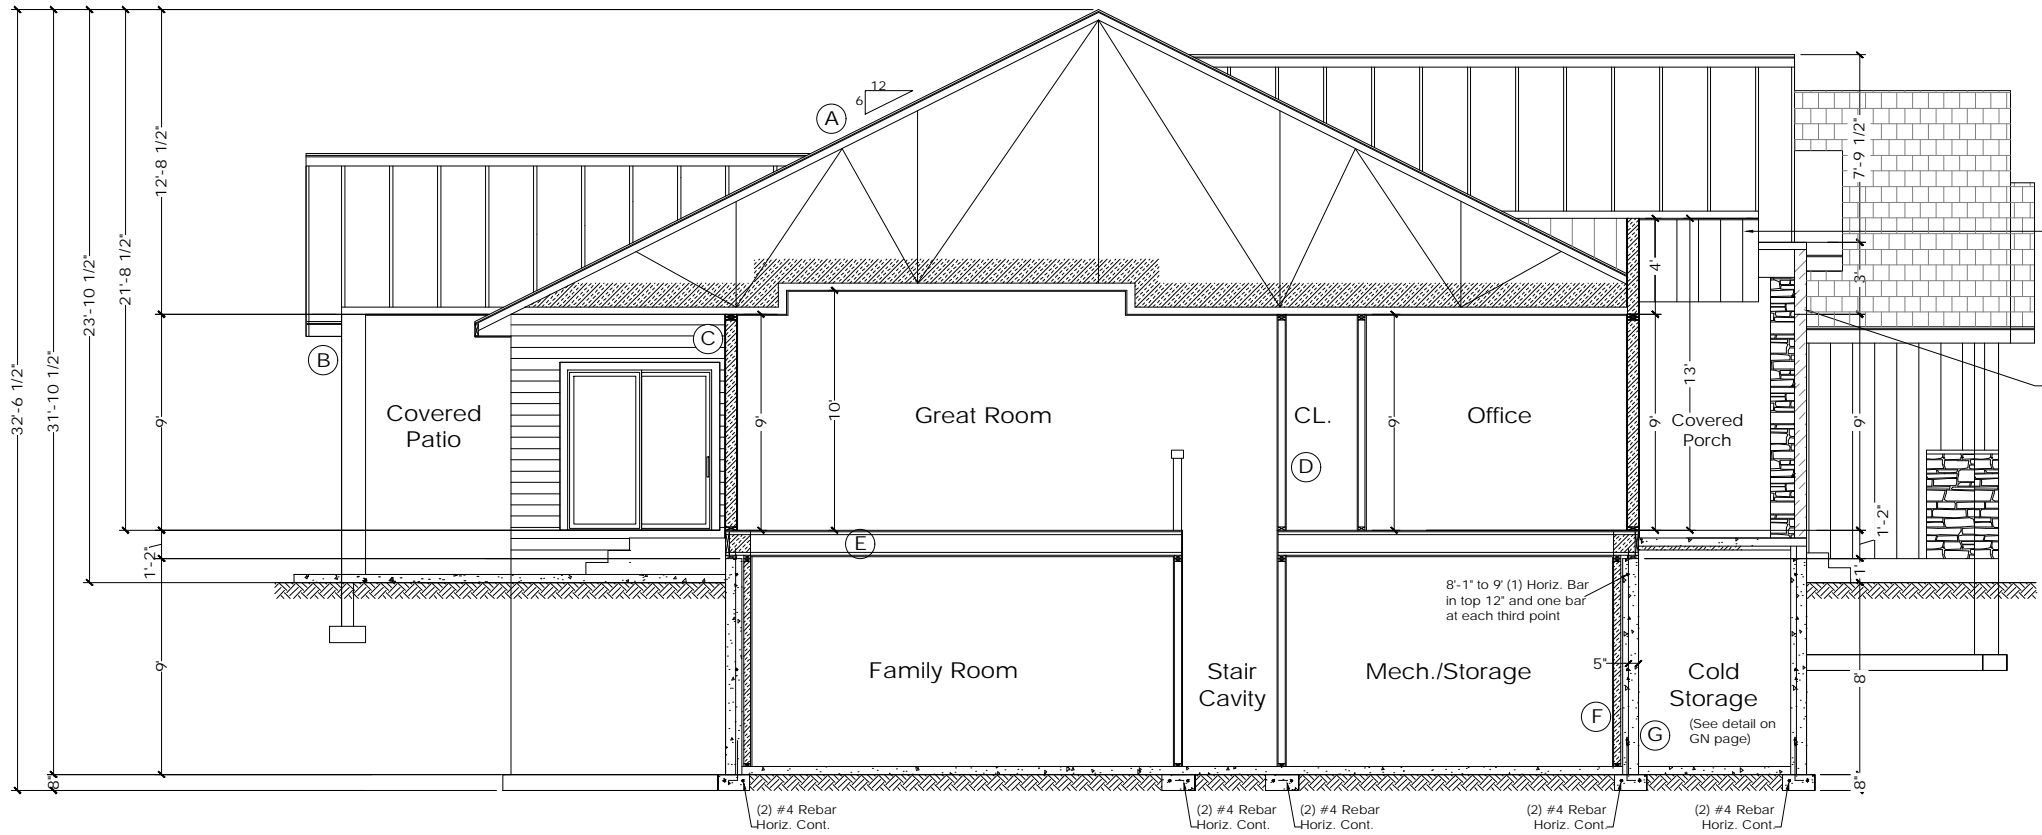 32'-6 1/2"
31'-10 1/2"
8"
23'-10 1/2"
21'-8 1/2"
12'-8 1/2"
9'
1'-2"
9'
12
6
A
B
C
D
E
F
G
Covered
Patio
9'
10'
Great Room
CL.
9'
Office
4'
9'
13'
Covered
Porch
7'-9 1/2"
3'
9'
1'-2"
1'
8'
8"
8'-1" to 9' (1) Horiz. Bar
in top 12" and one bar
at each third point
5"
Family Room
Stair
Cavity
Mech./Storage
Cold
Storage
(See detail on
GN page)
(2) #4 Rebar
Horiz. Cont.
(2) #4 Rebar
Horiz. Cont.
(2) #4 Rebar
Horiz. Cont.
(2) #4 Rebar
Horiz. Cont.
(2) #4 Rebar
Horiz. Cont.